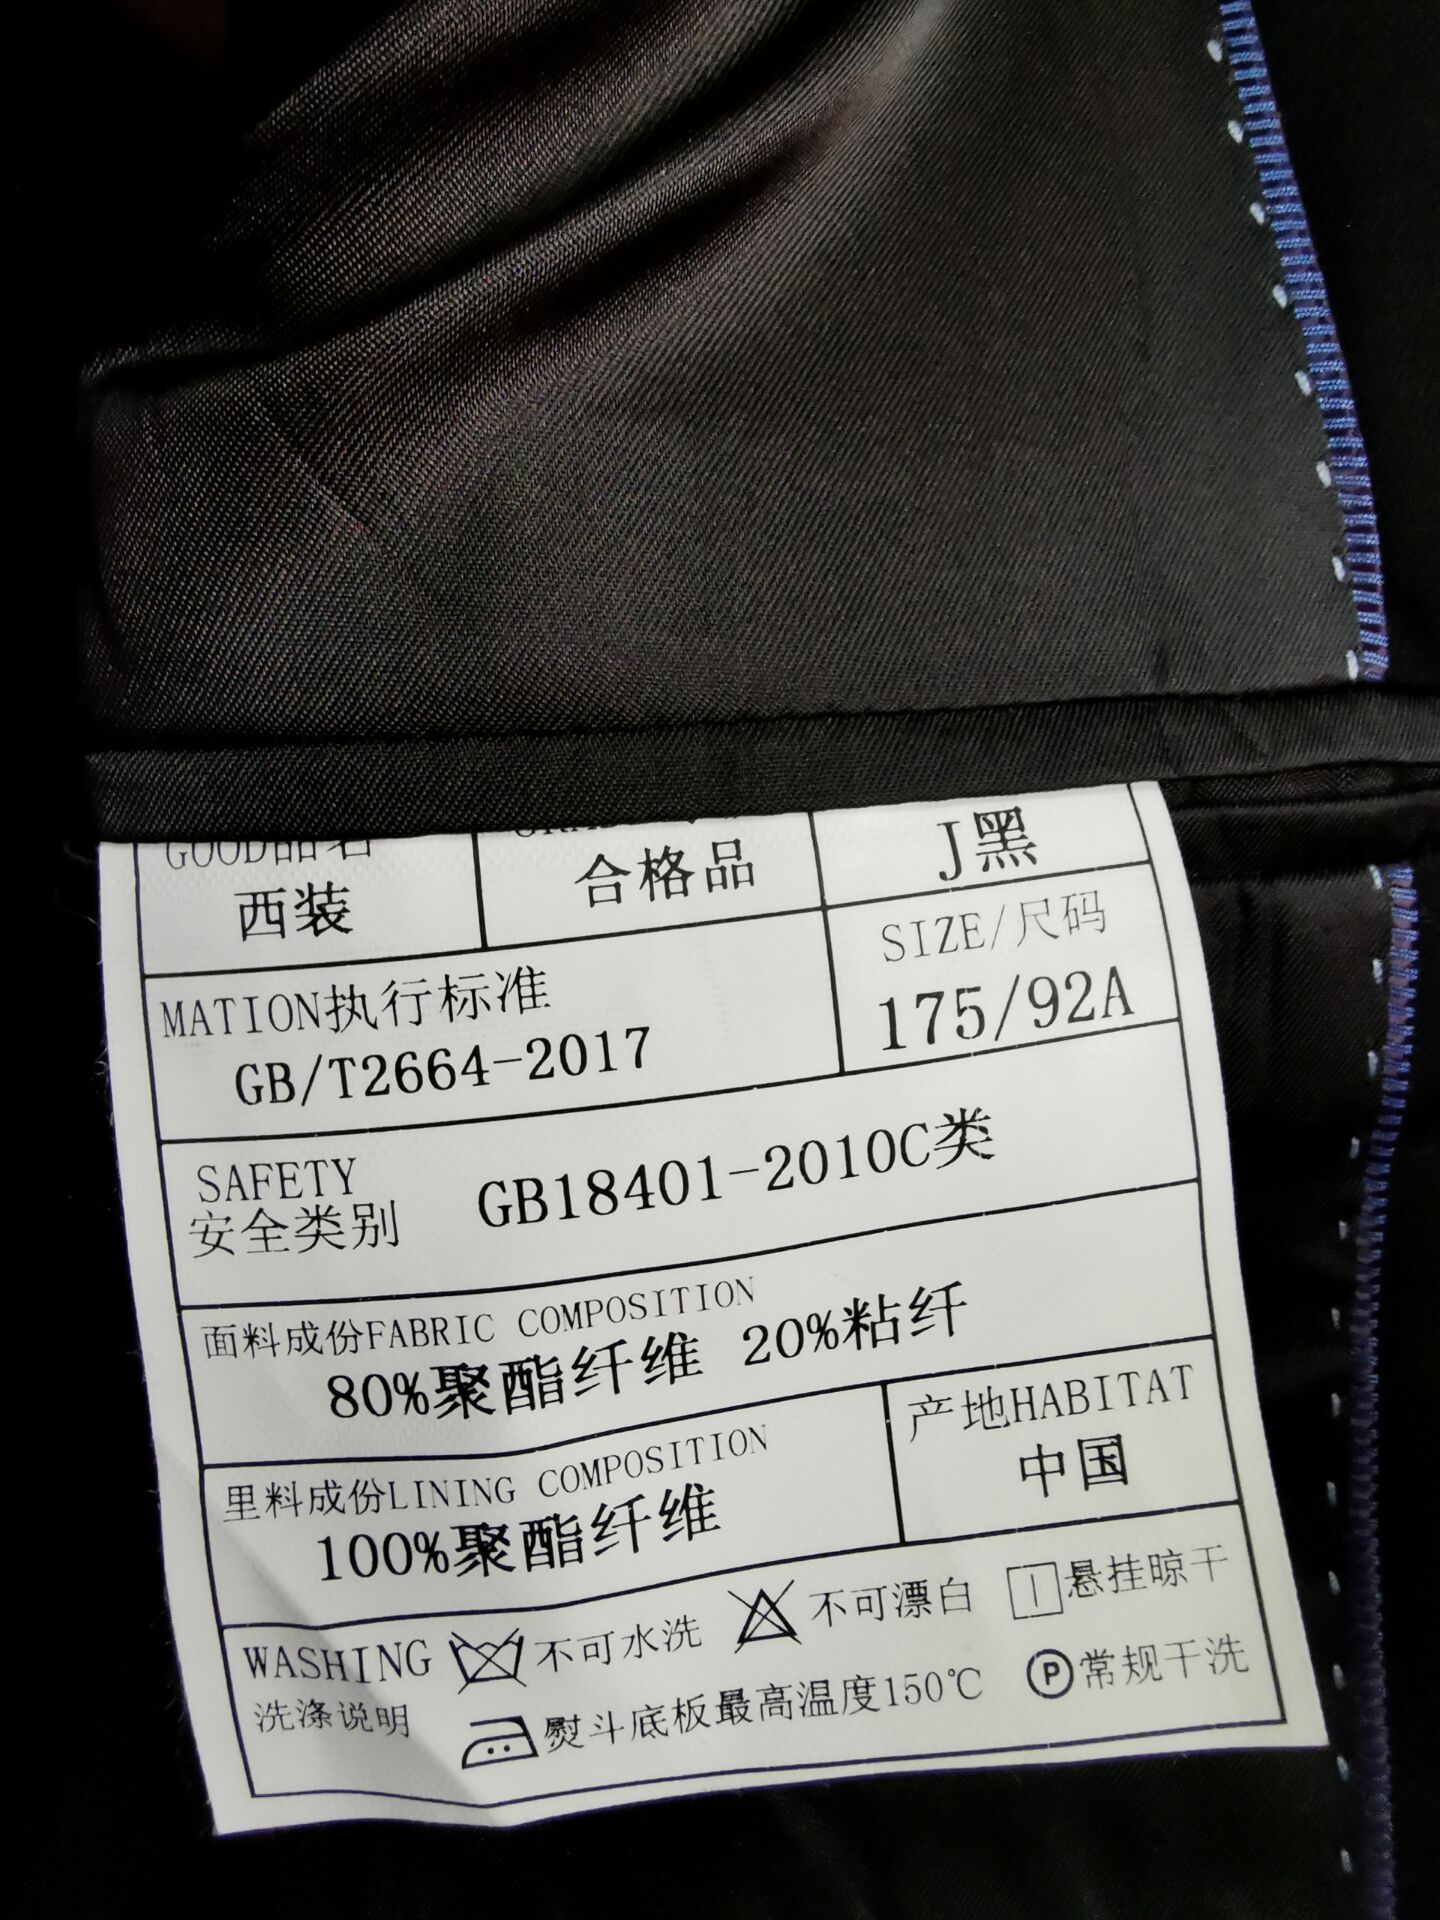 GOOD品名
西装
合格品
J黑
MATION执行标准
GB/T2664-2017
SIZE/尺码
175/92A
SAFETY
安全类别
GB18401-2010C类
面料成份FABRIC COMPOSITION
80%聚酯纤维 20%粘纤
里料成份LINING COMPOSITION
100%聚酯纤维
产地HABITAT
中国
WASHING
洗涤说明
不可水洗
不可漂白
悬挂晾干
熨斗底板最高温度150℃
P
常规干洗